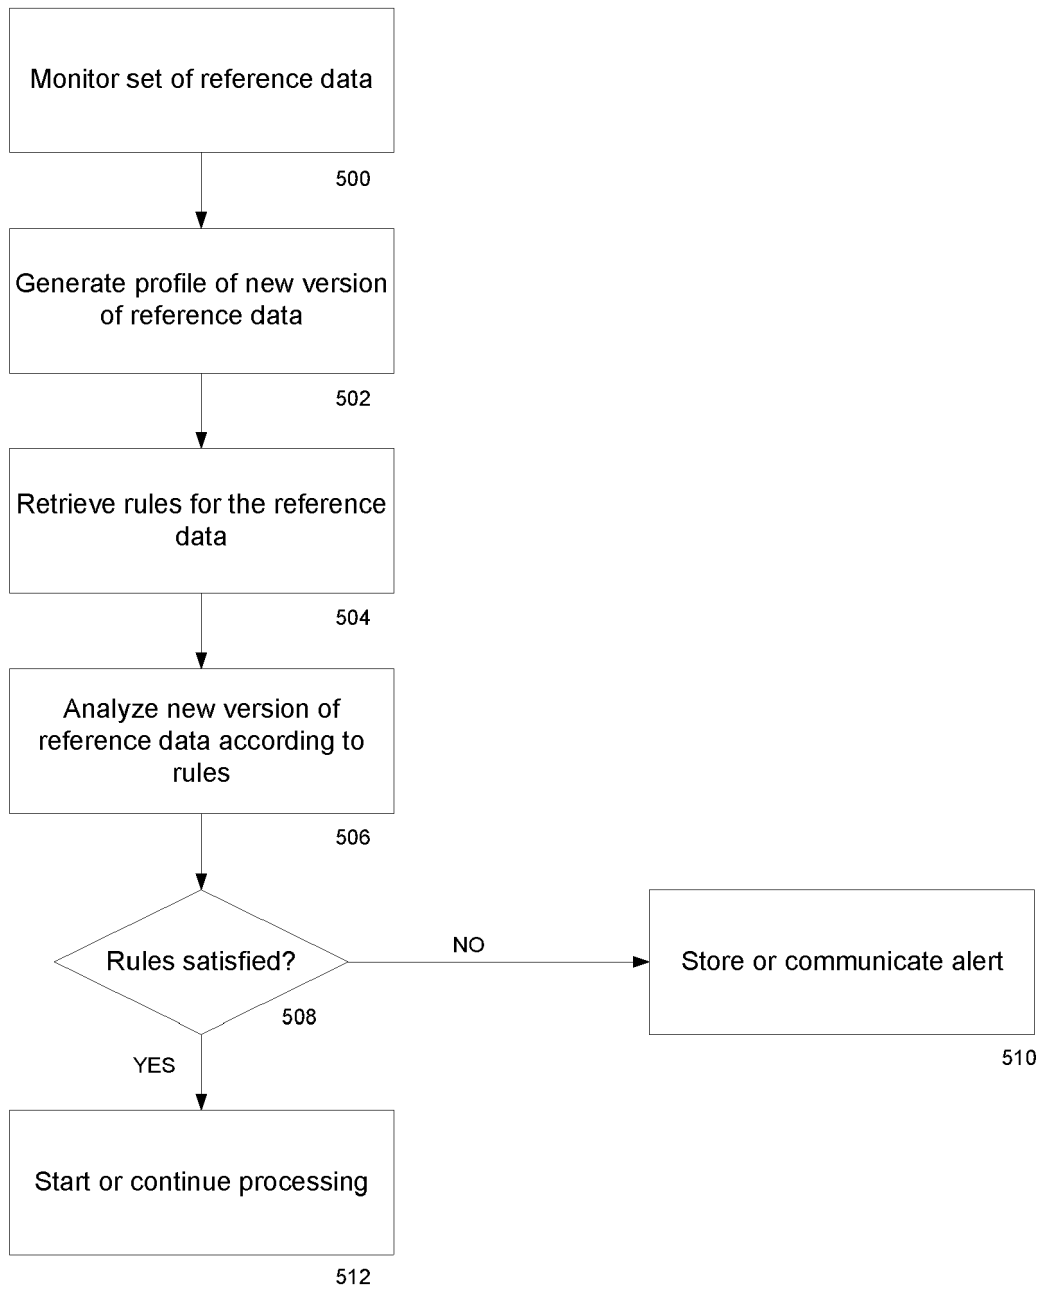 Monitor set of reference data
500
Generate profile of new version
of reference data
502
Retrieve rules for the reference
data
504
Analyze new version of
reference data according to
rules
506
Rules satisfied?
508
NO
Store or communicate alert
510
YES
Start or continue processing
512